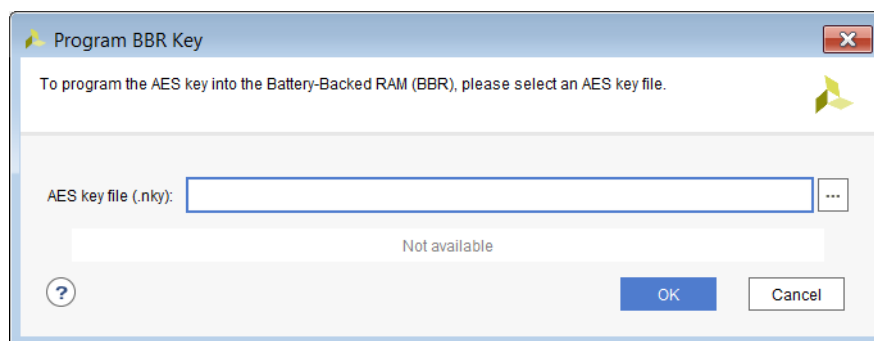 Program BBR Key
To program the AES key into the Battery-Backed RAM (BBR), please select an AES key file.
AES key file (.nky):
...
Not available
?
OK
Cancel